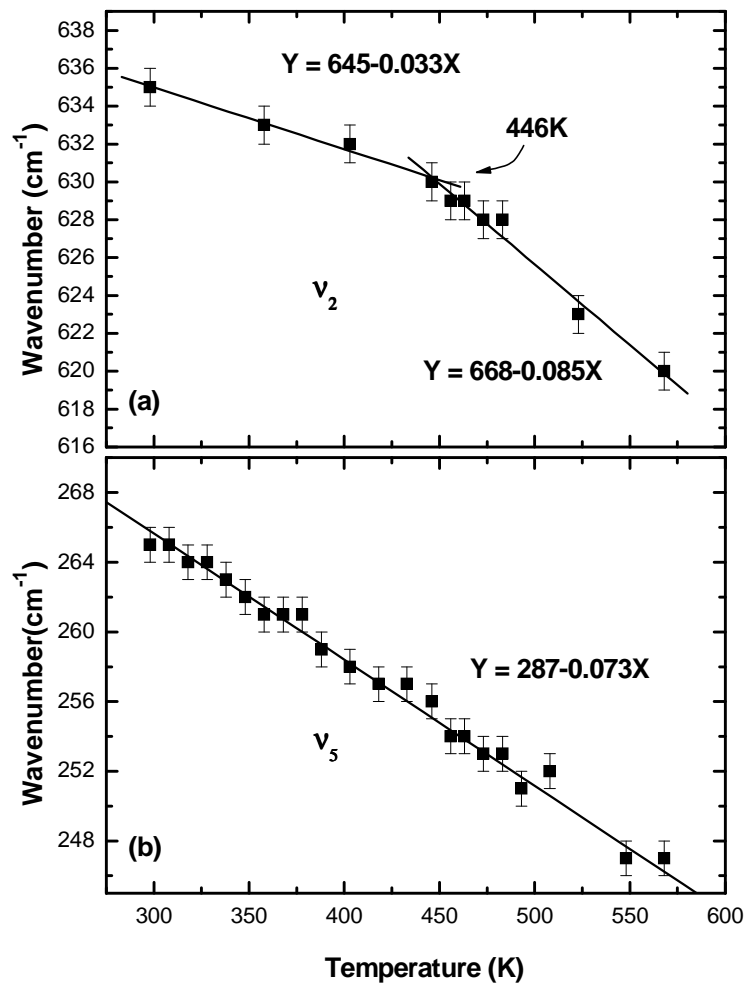 638
636
634
632
630
628
626
624
622
620
618
616
Wavenumber (cm⁻¹)
Y = 645-0.033X
446K
ν₂
Y = 668-0.085X
(a)
268
264
260
256
252
248
Wavenumber(cm⁻¹)
Y = 287-0.073X
ν₅
(b)
300 350 400 450 500 550 600
Temperature (K)